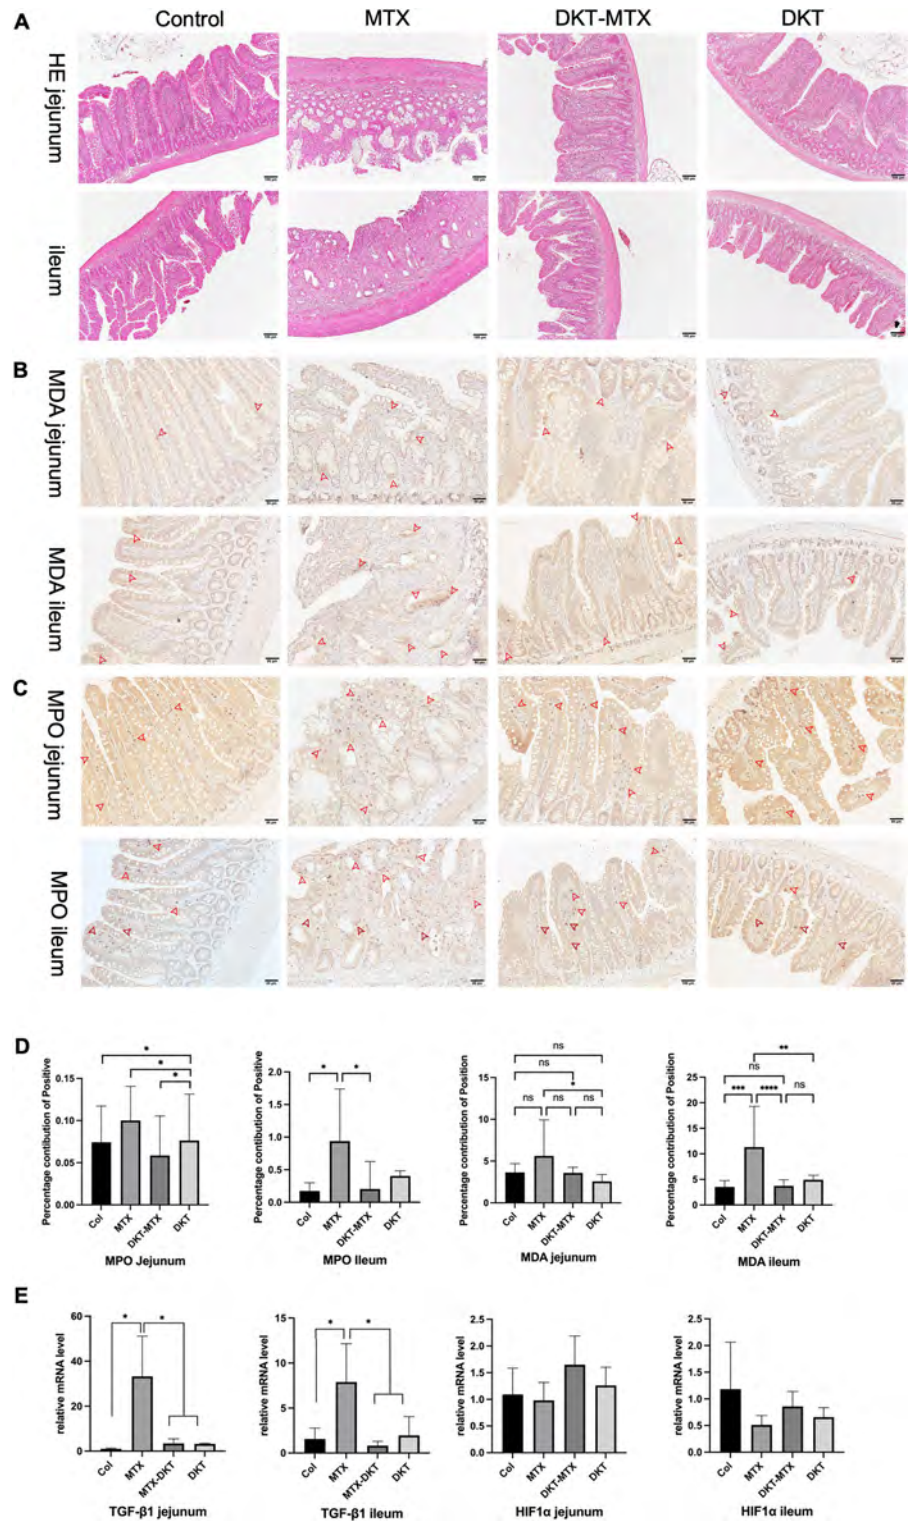 Control MTX DKT-MTX DKT
A
HE jejunum
ileum
B
MDA jejunum
MDA ileum
C
MPO jejunum
MPO ileum
D
Percentage contibution of Positive
0.15
0.10
0.05
0.00
* * *
Col MTX DKT-MTX DKT
MPO Jejunum
Percentage contribution of Positive
2.0
1.5
1.0
0.5
0.0
* *
Col MTX DKT-MTX DKT
MPO Ileum
Percentage contribution of Positive
15
10
5
0
ns
ns
*
ns ns ns
Col MTX DKT-MTX DKT
MDA jejunum
Percentage contribution of Positive
25
20
15
10
5
0
**
ns
*** **** ns
Col MTX DKT-MTX DKT
MDA ileum
E
relative mRNA level
60
40
20
0
* *
Col MTX MTX-DKT DKT
TGF-β1 jejunum
relative mRNA level
15
10
5
0
* *
Col MTX MTX-DKT DKT
TGF-β1 ileum
relative mRNA level
2.5
2.0
1.5
1.0
0.5
0.0
Col MTX DKT-MTX DKT
HIF1α jejunum
relative mRNA level
2.5
2.0
1.5
1.0
0.5
0.0
Col MTX DKT-MTX DKT
HIF1α ileum